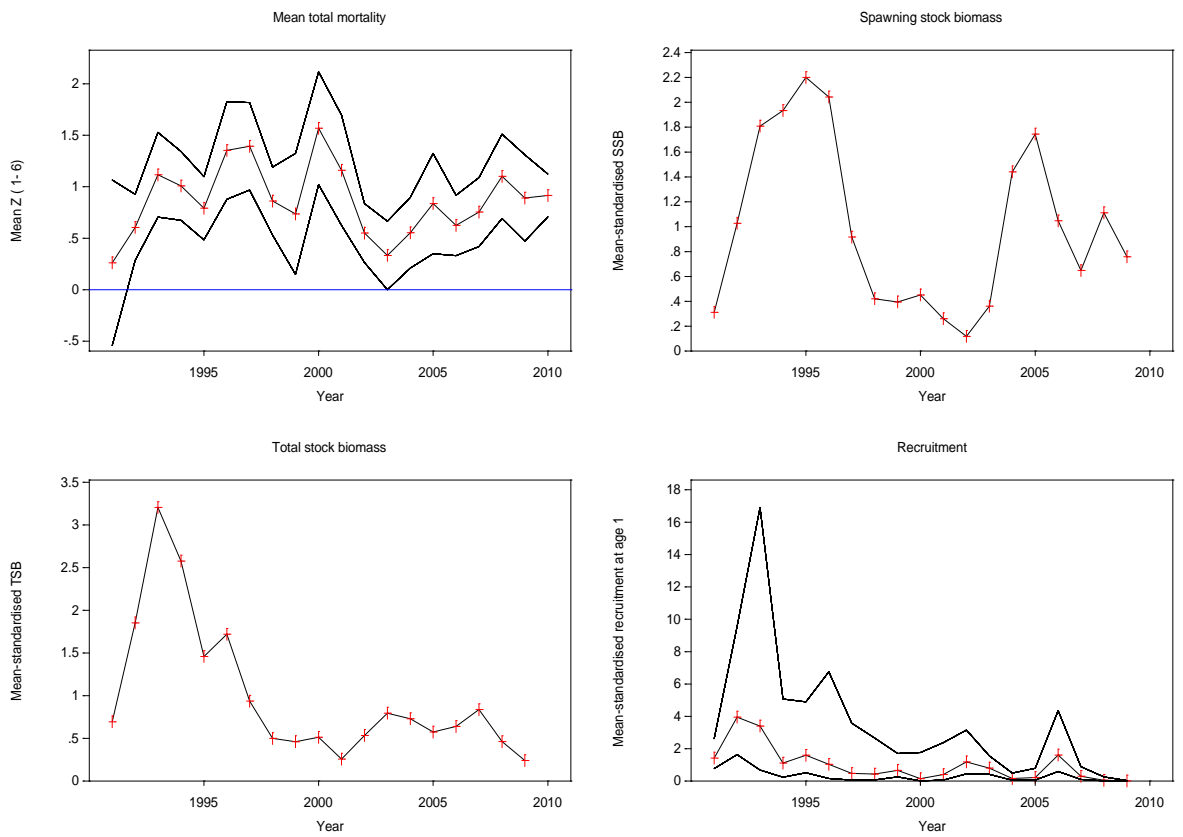 Mean total mortality
Mean Z ( 1- 6)
2
1.5
1
.5
0
-.5
1995 2000 2005 2010
Year
Spawning stock biomass
Mean-standardised SSB
2.4
2.2
2
1.8
1.6
1.4
1.2
1
.8
.6
.4
.2
0
1995 2000 2005 2010
Year
Total stock biomass
Mean-standardised TSB
3.5
3
2.5
2
1.5
1
.5
0
1995 2000 2005 2010
Year
Recruitment
Mean-standardised recruitment at age 1
18
16
14
12
10
8
6
4
2
0
1995 2000 2005 2010
Year